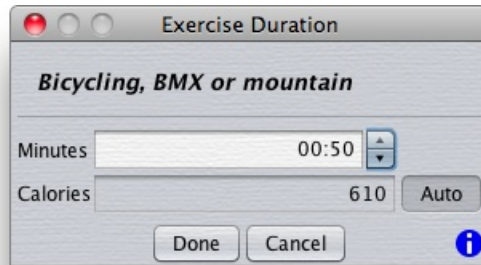 Exercise Duration
Bicycling, BMX or mountain
Minutes 00:50
Calories 610 Auto
Done Cancel